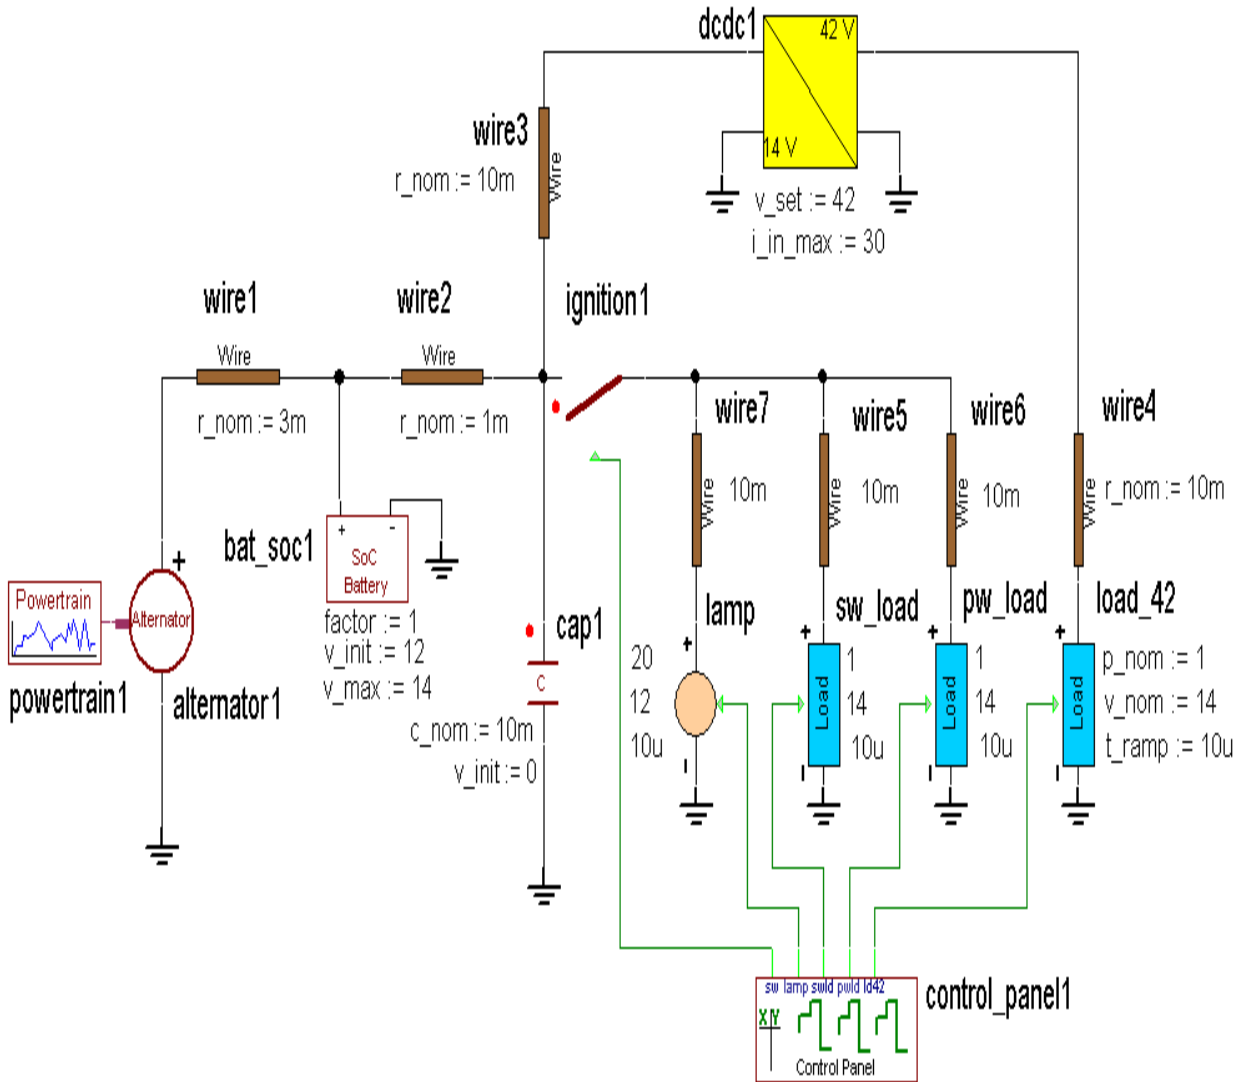 dcdc1
42 V
14 V
v_set := 42
i_in_max := 30
wire3
r_nom := 10m
Wire
wire1
Wire
r_nom := 3m
wire2
Wire
r_nom := 1m
ignition1
wire7
Wire
10m
wire5
Wire
10m
wire6
Wire
10m
wire4
Wire
r_nom := 10m
bat_soc1
+ -
SoC
Battery
factor := 1
v_init := 12
v_max := 14
Powertrain
powertrain1
+
Alternator
alternator1
cap1
C
c_nom := 10m
v_init := 0
lamp
+
20
12
10u
-
sw_load
+
Load
1
14
10u
-
pw_load
+
Load
1
14
10u
-
load_42
+
Load
p_nom := 1
v_nom := 14
t_ramp := 10u
-
sw lamp swld pwld ld42
X Y
Control Panel
control_panel1